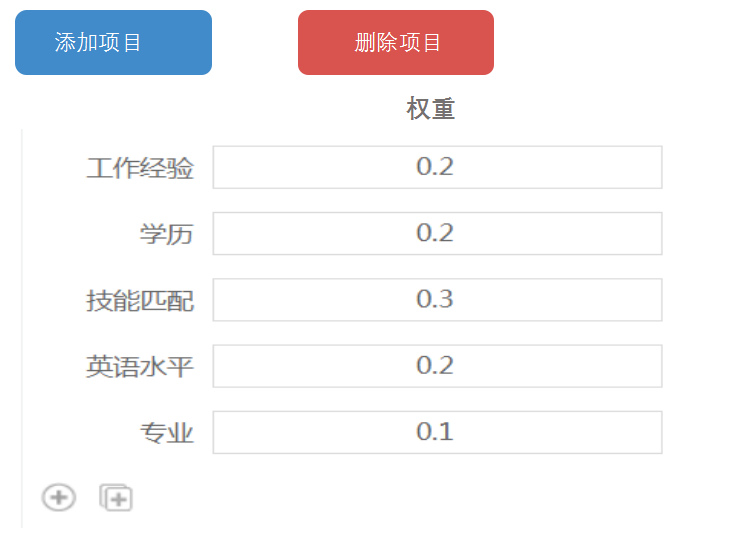 添加项目 删除项目
权重
工作经验 0.2
学历 0.2
技能匹配 0.3
英语水平 0.2
专业 0.1